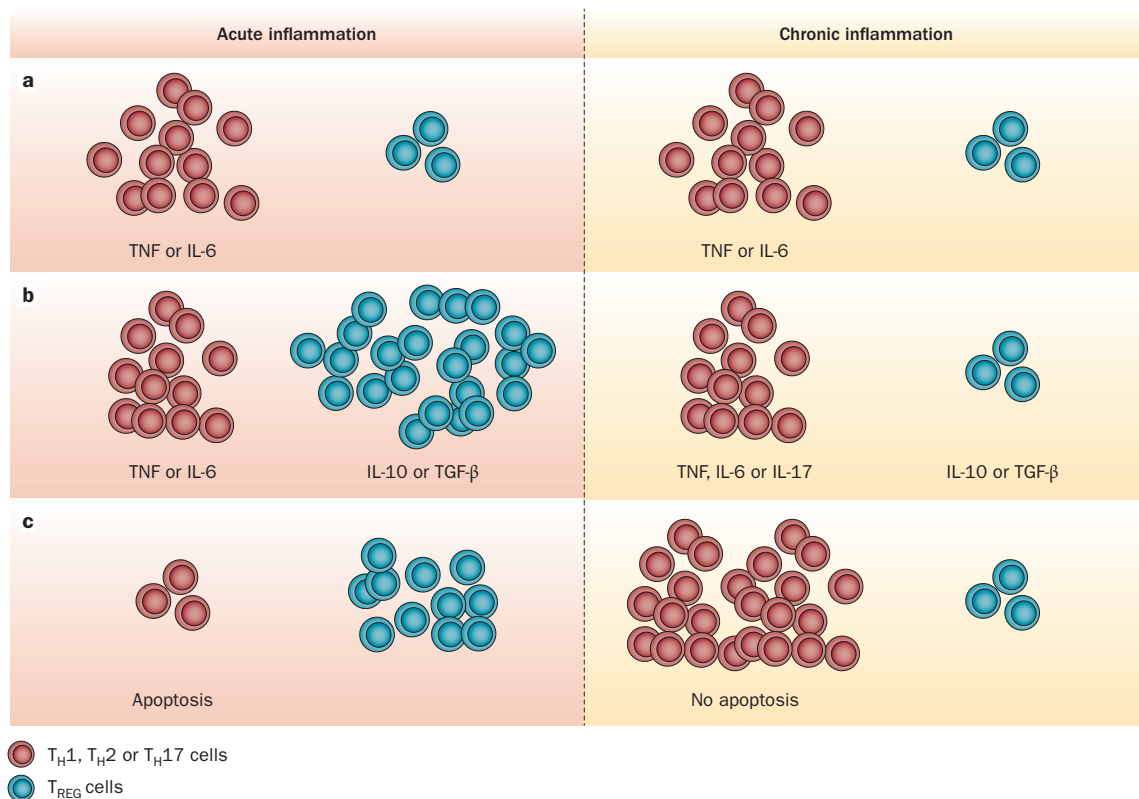 Acute inflammation
Chronic inflammation
a
TNF or IL-6
TNF or IL-6
b
TNF or IL-6
IL-10 or TGF-β
TNF, IL-6 or IL-17
IL-10 or TGF-β
c
Apoptosis
No apoptosis
TH1, TH2 or TH17 cells
TREG cells